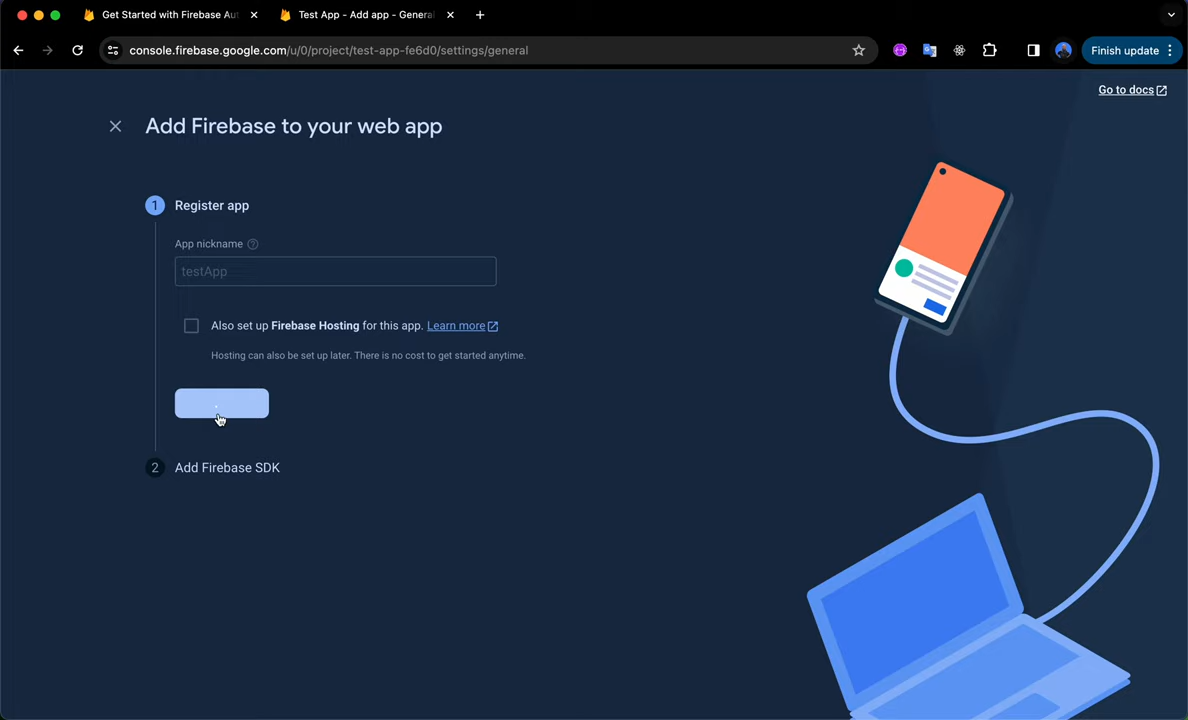 Get Started with Firebase Aut
Test App - Add app - General
console.firebase.google.com/u/0/project/test-app-fe6d0/settings/general
Finish update
Go to docs
Add Firebase to your web app
1 Register app
App nickname
testApp
Also set up Firebase Hosting for this app. Learn more
Hosting can also be set up later. There is no cost to get started anytime.
2 Add Firebase SDK